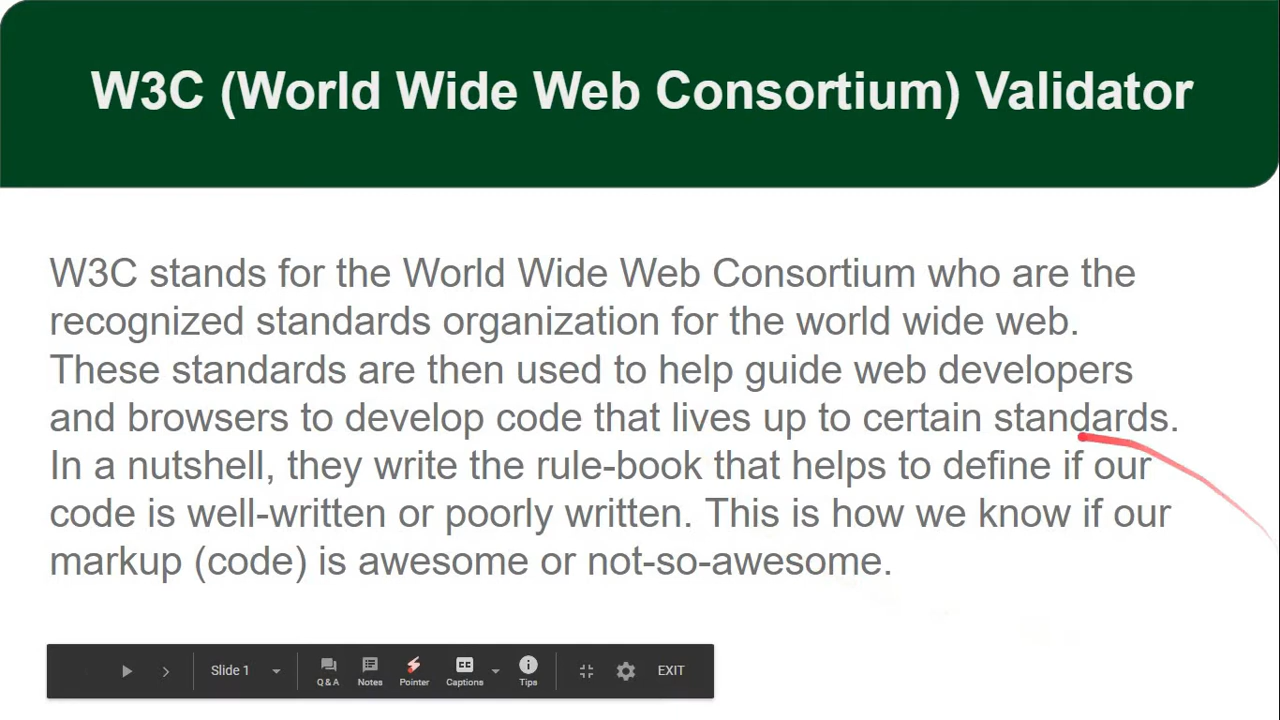 W3C (World Wide Web Consortium) Validator
W3C stands for the World Wide Web Consortium who are the
recognized standards organization for the world wide web.
These standards are then used to help guide web developers
and browsers to develop code that lives up to certain standards.
In a nutshell, they write the rule-book that helps to define if our
code is well-written or poorly written. This is how we know if our
markup (code) is awesome or not-so-awesome.
Slide 1 Q & A Notes Pointer CC Captions Tips EXIT